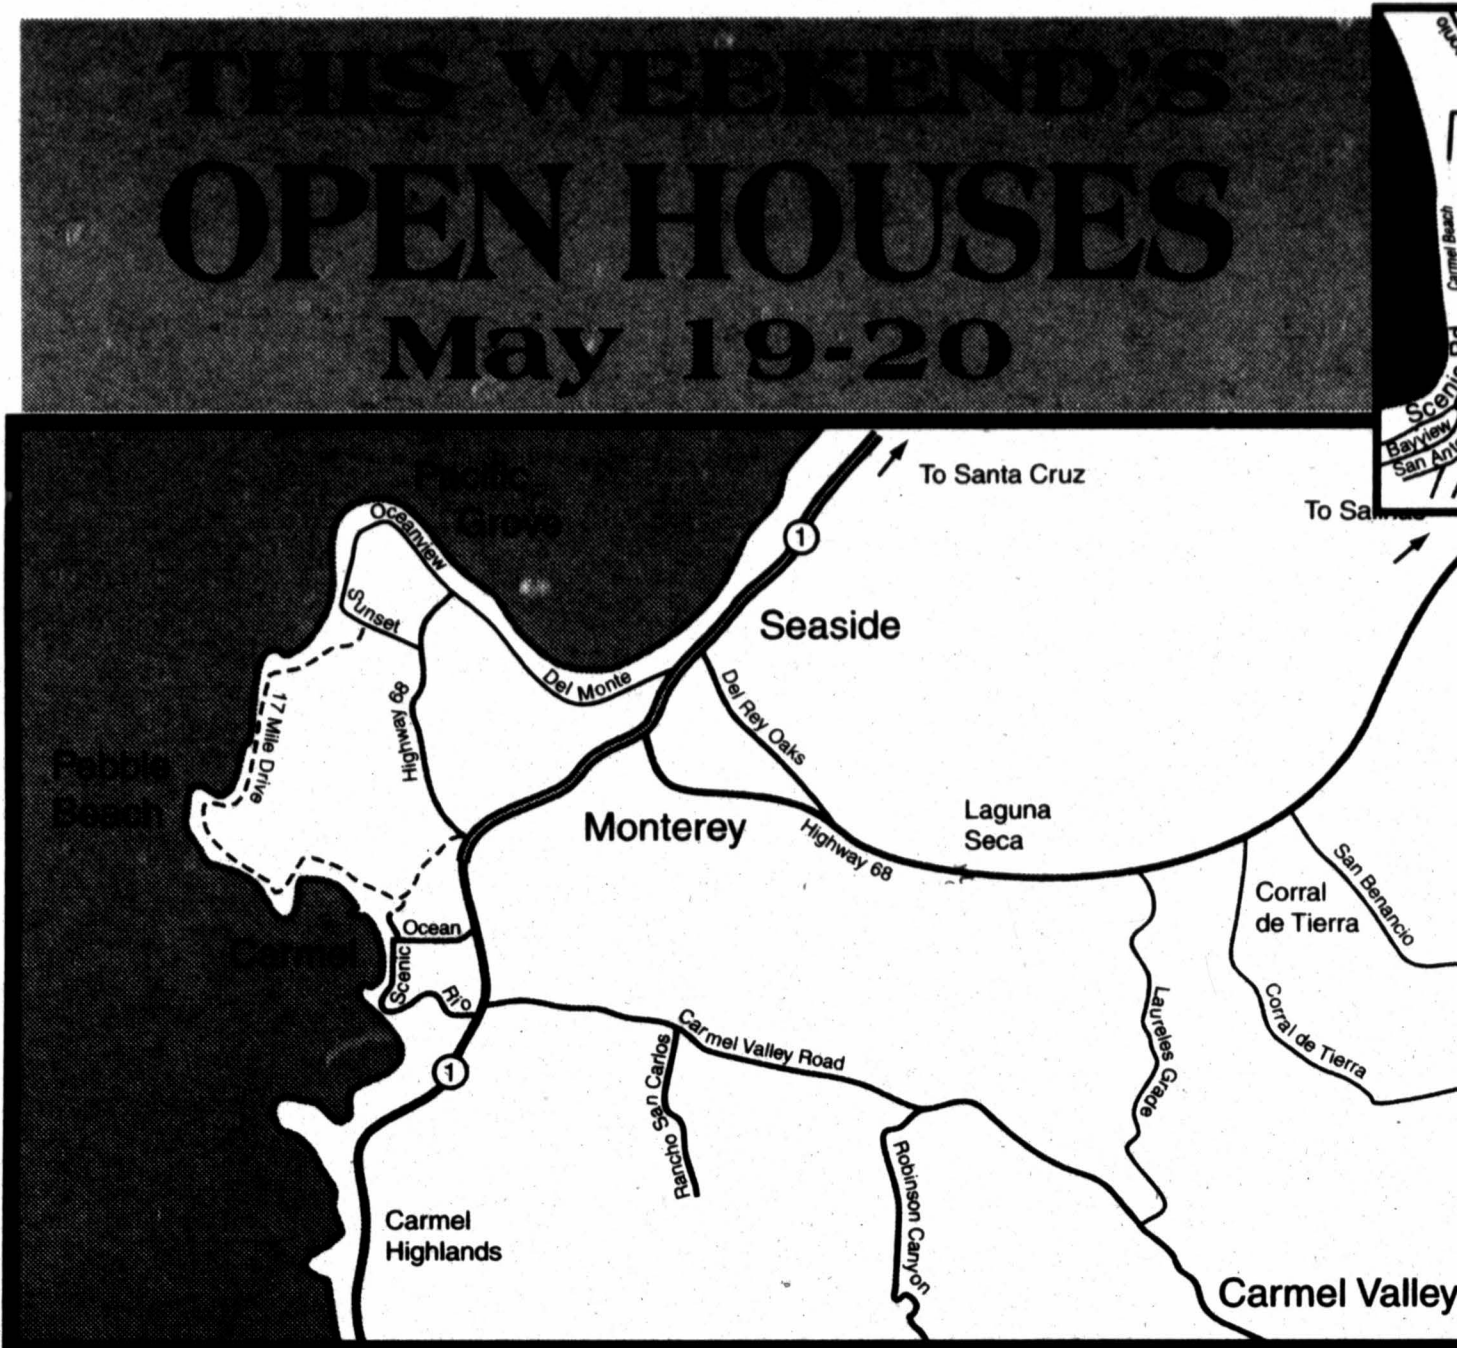 THIS WEEKEND'S
OPEN HOUSES
May 19-20
Carmel Beach
Scenic
Bayview
To Santa Cruz
1
Pacific
Grove
Oceanview
Sunset
Seaside
Del Monte
Del Rey Oaks
17 Mile Drive
Highway 68
Pebble
Beach
Monterey
Highway 68
Laguna
Seca
San Benancio
Corral
de Tierra
Carmel
Ocean
Scenic
Rio
Carmel Valley Road
Rancho San Carlos
Laureles Grade
Corral de Tierra
1
Robinson Canyon
Carmel
Highlands
Carmel Valley